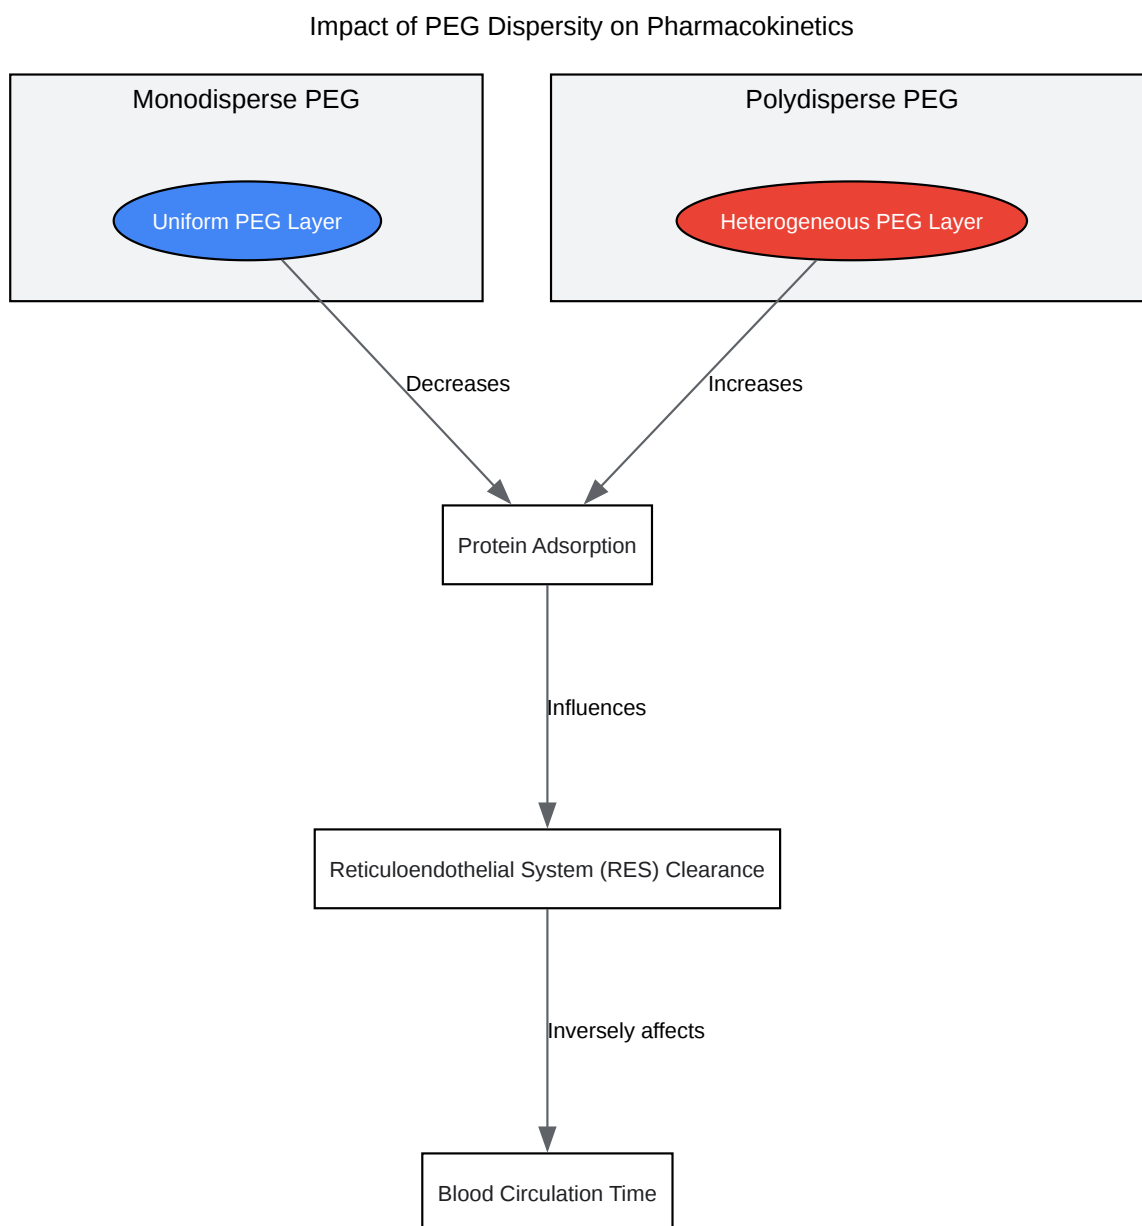 Impact of PEG Dispersity on Pharmacokinetics
Monodisperse PEG
Polydisperse PEG
Uniform PEG Layer
Heterogeneous PEG Layer
Decreases
Increases
Protein Adsorption
Influences
Reticuloendothelial System (RES) Clearance
Inversely affects
Blood Circulation Time